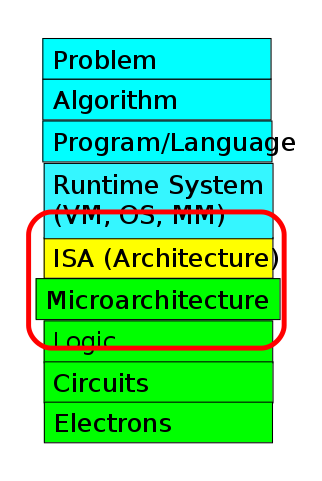 Problem
Algorithm
Program/Language
Runtime System
(VM, OS, MM)
ISA (Architecture)
Microarchitecture
Logic
Circuits
Electrons